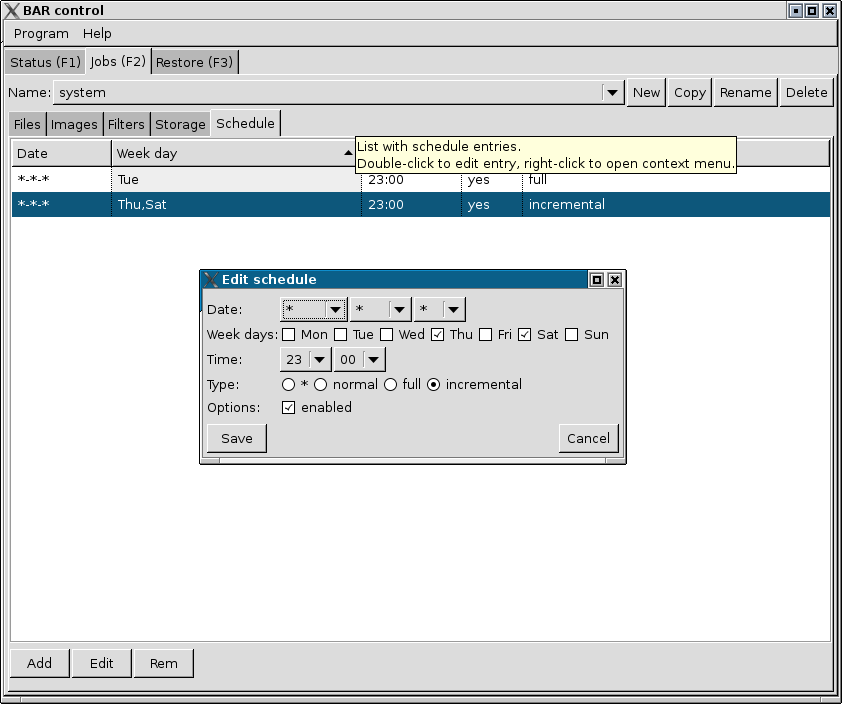 BAR control
Program Help
Status (F1) Jobs (F2) Restore (F3)
Name: system New Copy Rename Delete
Files Images Filters Storage Schedule
List with schedule entries.
Double-click to edit entry, right-click to open context menu.
Date Week day
*-*-* Tue 23:00 yes full
*-*-* Thu,Sat 23:00 yes incremental
Edit schedule
Date: * * *
Week days: Mon Tue Wed Thu Fri Sat Sun
Time: 23 00
Type: * normal full incremental
Options: enabled
Save Cancel
Add Edit Rem